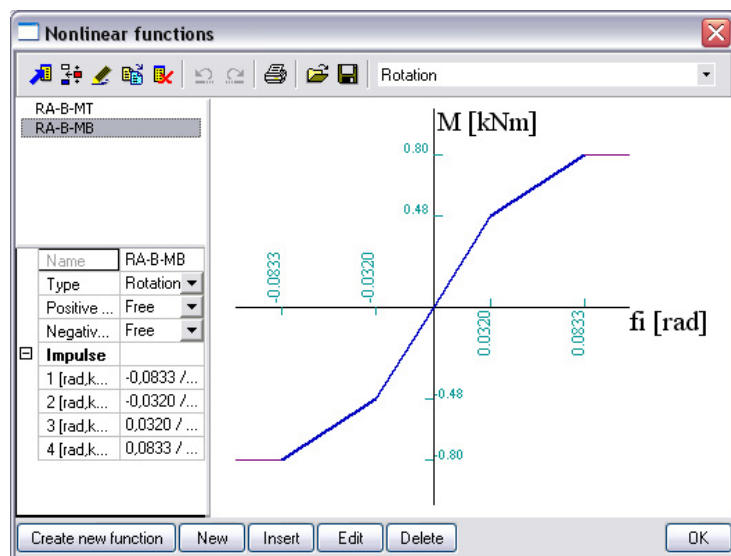 Nonlinear functions
Rotation
RA-B-MT
RA-B-MB
M [kNm]
0.80
0.48
-0.0833
-0.0320
0.0320
0.0833
fi [rad]
-0.48
-0.80
Name RA-B-MB
Type Rotation
Positive ... Free
Negativ... Free
Impulse
1 [rad,k... -0,0833 /...
2 [rad,k... -0,0320 /...
3 [rad,k... 0,0320 / ...
4 [rad,k... 0,0833 / ...
Create new function New Insert Edit Delete OK